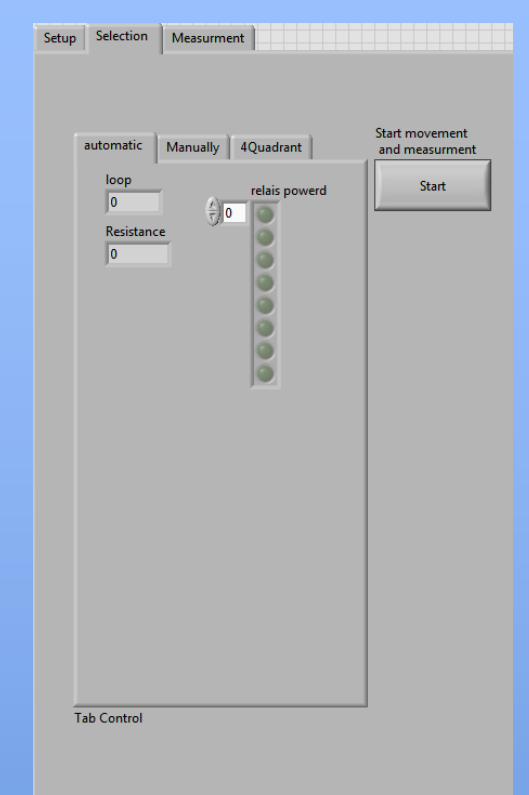 Setup Selection Measurment
Start movement
and measurment
automatic Manually 4Quadrant
Start
loop
0
relais powerd
0
Resistance
0
Tab Control